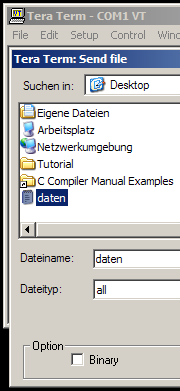 Tera Term - COM1 VT
File Edit Setup Control
Tera Term: Send file
Suchen in: Desktop
Eigene Dateien
Arbeitsplatz
Netzwerkumgebung
Tutorial
C Compiler Manual Examples
daten
Dateiname: daten
Dateityp: all
Option
Binary